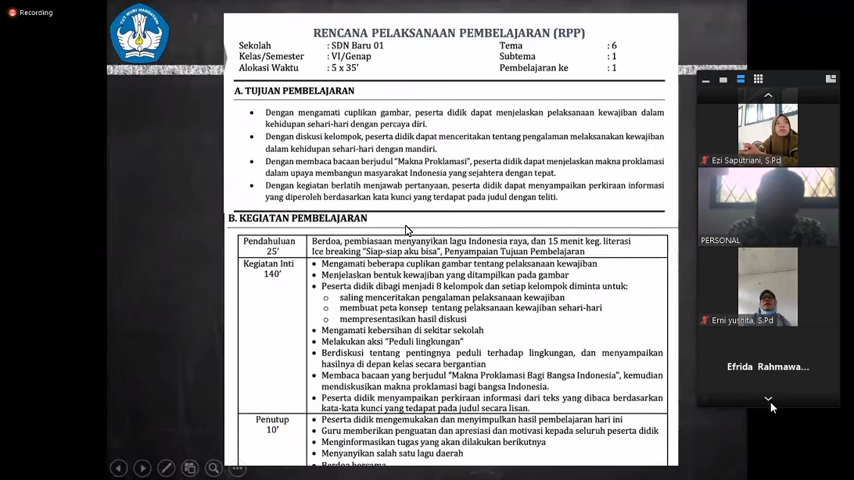 Recording
TUT WURI HANDAYANI
RENCANA PELAKSANAAN PEMBELAJARAN (RPP)
Sekolah : SDN Baru 01 Tema : 6
Kelas/Semester : VI/Genap Subtema : 1
Alokasi Waktu : 5 x 35’ Pembelajaran ke : 1
A. TUJUAN PEMBELAJARAN
• Dengan mengamati cuplikan gambar, peserta didik dapat menjelaskan pelaksanaan kewajiban dalam
kehidupan sehari-hari dengan percaya diri.
• Dengan diskusi kelompok, peserta didik dapat menceritakan tentang pengalaman melaksanakan kewajiban
dalam kehidupan sehari-hari dengan mandiri.
• Dengan membaca bacaan berjudul “Makna Proklamasi”, peserta didik dapat menjelaskan makna proklamasi
dalam upaya membangun masyarakat Indonesia yang sejahtera dengan tepat.
• Dengan kegiatan berlatih menjawab pertanyaan, peserta didik dapat menyampaikan perkiraan informasi
yang diperoleh berdasarkan kata kunci yang terdapat pada judul dengan teliti.
B. KEGIATAN PEMBELAJARAN
Pendahuluan
25’
Berdoa, pembiasaan menyanyikan lagu Indonesia raya, dan 15 menit keg. literasi
Ice breaking “Siap-siap aku bisa”, Penyampaian Tujuan Pembelajaran
Kegiatan Inti
140’
• Mengamati beberapa cuplikan gambar tentang pelaksanaan kewajiban
• Menjelaskan bentuk kewajiban yang ditampilkan pada gambar
• Peserta didik dibagi menjadi 8 kelompok dan setiap kelompok diminta untuk:
o saling menceritakan pengalaman pelaksanaan kewajiban
o membuat peta konsep tentang pelaksanaan kewajiban sehari-hari
o mempresentasikan hasil diskusi
• Mengamati kebersihan di sekitar sekolah
• Melakukan aksi “Peduli lingkungan”
• Berdiskusi tentang pentingnya peduli terhadap lingkungan, dan menyampaikan
hasilnya di depan kelas secara bergantian
• Membaca bacaan yang berjudul “Makna Proklamasi Bagi Bangsa Indonesia”, kemudian
mendiskusikan makna proklamasi bagi bangsa Indonesia.
• Peserta didik menyampaikan perkiraan informasi dari teks yang dibaca berdasarkan
kata-kata kunci yang tedapat pada judul secara lisan.
Penutup
10’
• Peserta didik mengemukakan dan menyimpulkan hasil pembelajaran hari ini
• Guru memberikan penguatan dan apresiasi dan motivasi kepada seluruh peserta didik
• Menginformasikan tugas yang akan dilakukan berikutnya
• Menyanyikan salah satu lagu daerah
• Berdoa bersama
Ezi Saputriani, S.Pd
PERSONAL
Erni yusnita, S.Pd
Efrida Rahmawa...